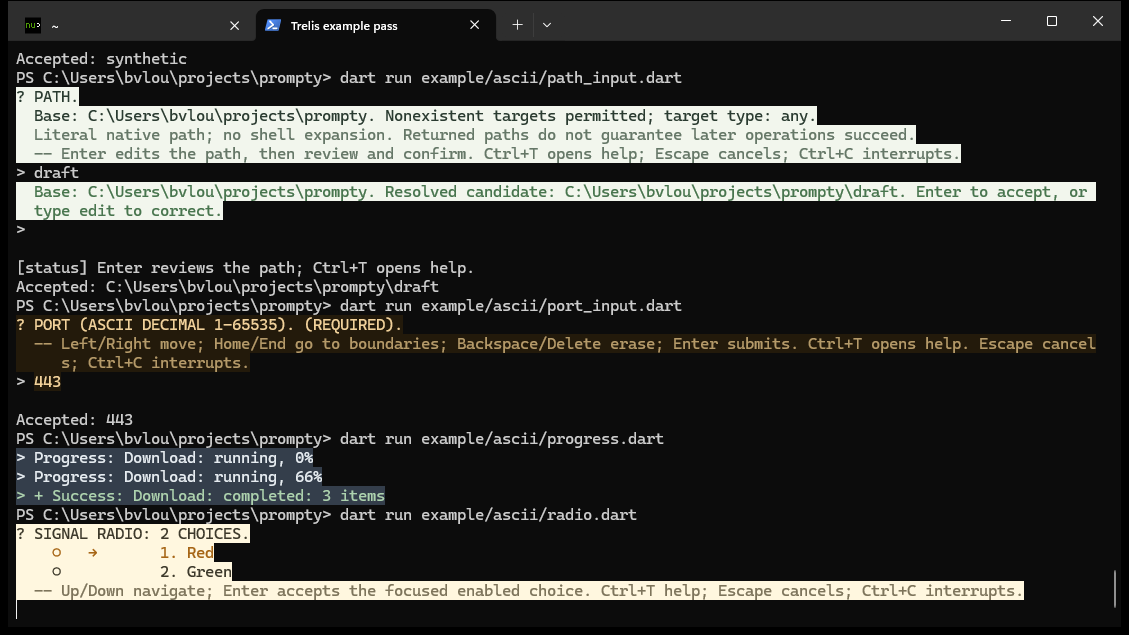 nu> ~
Trelis example pass
Accepted: synthetic
PS C:\Users\bvlou\projects\prompty> dart run example/ascii/path_input.dart
? PATH.
Base: C:\Users\bvlou\projects\prompty. Nonexistent targets permitted; target type: any.
Literal native path; no shell expansion. Returned paths do not guarantee later operations succeed.
-- Enter edits the path, then review and confirm. Ctrl+T opens help; Escape cancels; Ctrl+C interrupts.
> draft
Base: C:\Users\bvlou\projects\prompty. Resolved candidate: C:\Users\bvlou\projects\prompty\draft. Enter to accept, or
type edit to correct.
>
[status] Enter reviews the path; Ctrl+T opens help.
Accepted: C:\Users\bvlou\projects\prompty\draft
PS C:\Users\bvlou\projects\prompty> dart run example/ascii/port_input.dart
? PORT (ASCII DECIMAL 1-65535). (REQUIRED).
-- Left/Right move; Home/End go to boundaries; Backspace/Delete erase; Enter submits. Ctrl+T opens help. Escape cancel
s; Ctrl+C interrupts.
> 443
Accepted: 443
PS C:\Users\bvlou\projects\prompty> dart run example/ascii/progress.dart
> Progress: Download: running, 0%
> Progress: Download: running, 66%
> + Success: Download: completed: 3 items
PS C:\Users\bvlou\projects\prompty> dart run example/ascii/radio.dart
? SIGNAL RADIO: 2 CHOICES.
○ → 1. Red
○ 2. Green
-- Up/Down navigate; Enter accepts the focused enabled choice. Ctrl+T help; Escape cancels; Ctrl+C interrupts.